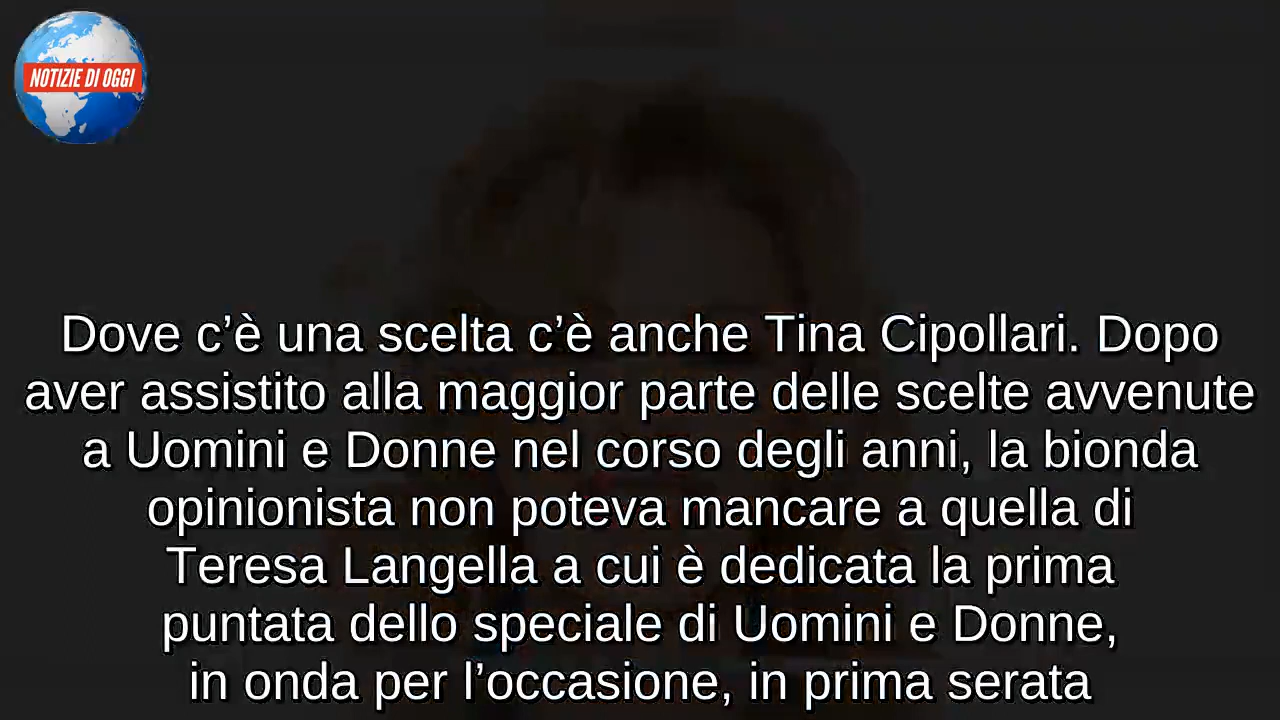 NOTIZIE DI OGGI
Dove c’è una scelta c’è anche Tina Cipollari. Dopo
aver assistito alla maggior parte delle scelte avvenute
a Uomini e Donne nel corso degli anni, la bionda
opinionista non poteva mancare a quella di
Teresa Langella a cui è dedicata la prima
puntata dello speciale di Uomini e Donne,
in onda per l’occasione, in prima serata